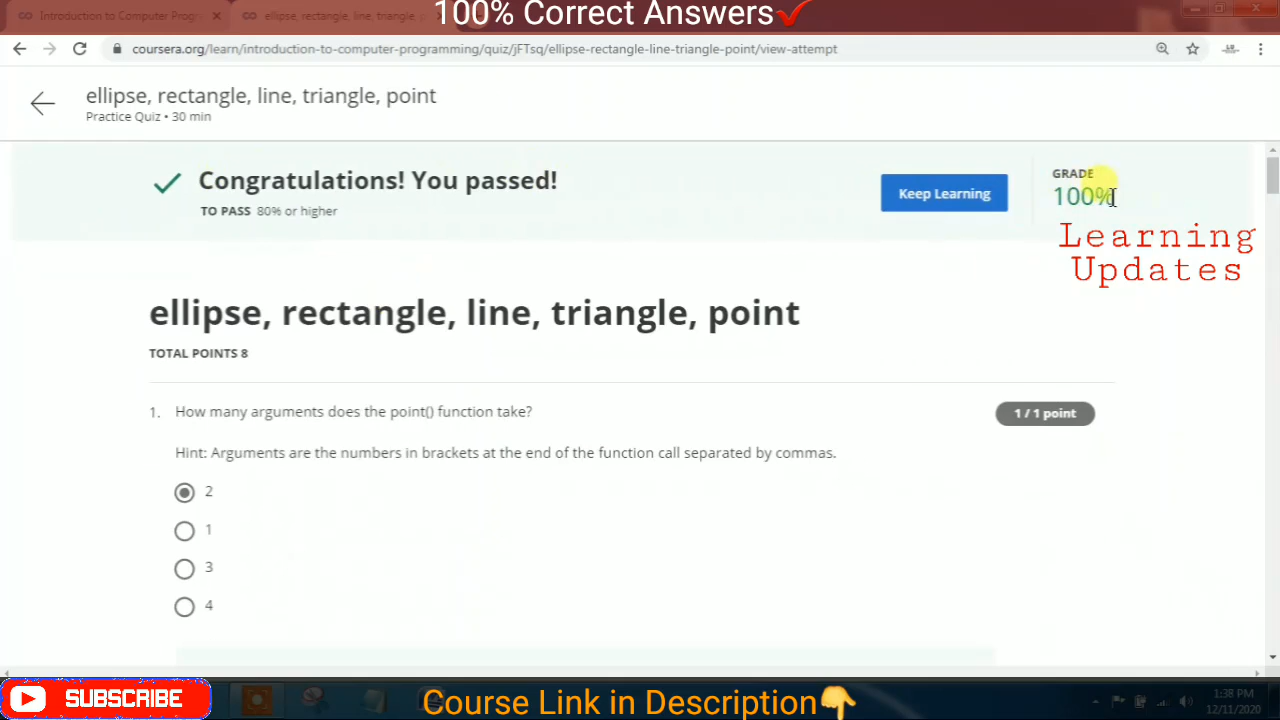 100% Correct Answers✔
Introduction to Computer Progr
ellipse, rectangle, line, triangle, p
coursera.org/learn/introduction-to-computer-programming/quiz/jFTsq/ellipse-rectangle-line-triangle-point/view-attempt
ellipse, rectangle, line, triangle, point
Practice Quiz • 30 min
Congratulations! You passed!
TO PASS 80% or higher
Keep Learning
GRADE
100%
Learning
Updates
ellipse, rectangle, line, triangle, point
TOTAL POINTS 8
1. How many arguments does the point() function take?
1 / 1 point
Hint: Arguments are the numbers in brackets at the end of the function call separated by commas.
2
1
3
4
SUBSCRIBE
Course Link in Description👇
1:38 PM
12/11/2020